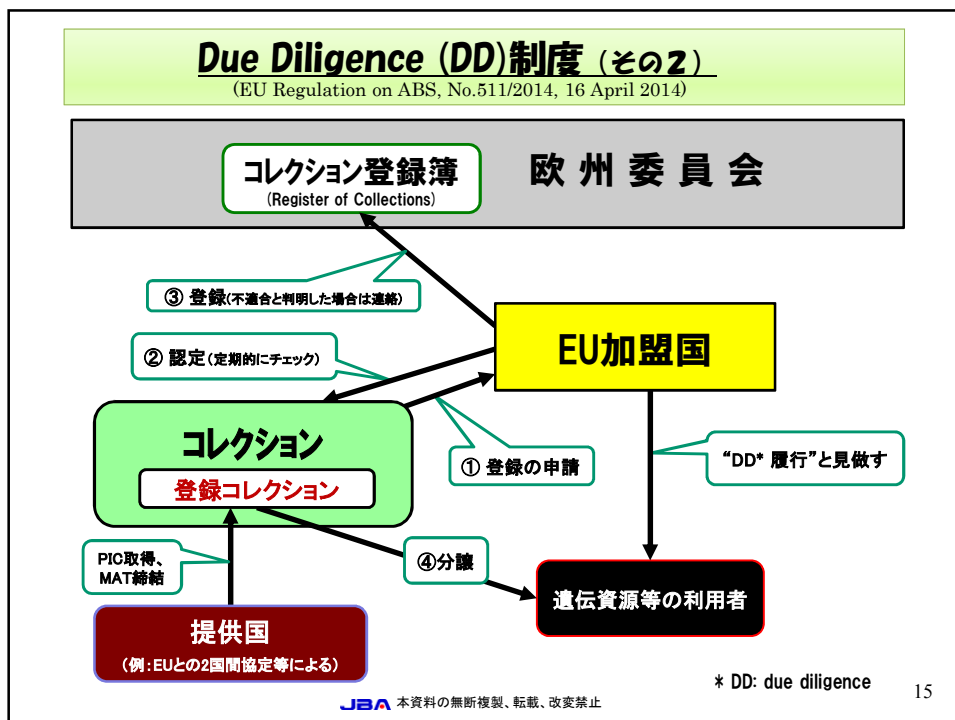 Due Diligence (DD)制度 (その2)
(EU Regulation on ABS, No.511/2014, 16 April 2014)
コレクション登録簿
(Register of Collections)
欧州委員会
③ 登録(不適合と判明した場合は連絡)
② 認定(定期的にチェック)
EU加盟国
コレクション
登録コレクション
① 登録の申請
“DD* 履行”と見做す
PIC取得、
MAT締結
④分譲
遺伝資源等の利用者
提供国
(例:EUとの2国間協定等による)
* DD: due diligence
JBA 本資料の無断複製、転載、改変禁止
15